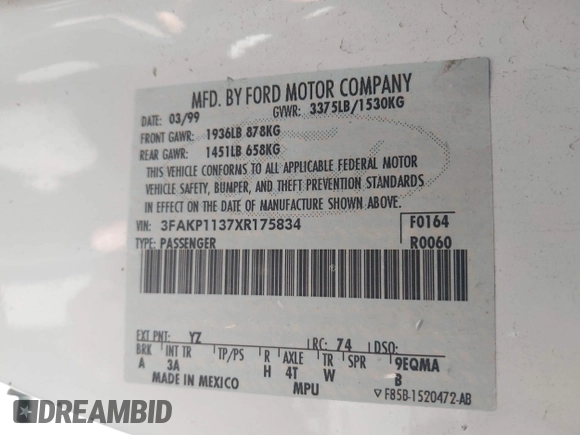 MFD. BY FORD MOTOR COMPANY
DATE: 03/99 GVWR: 3375LB/1530KG
FRONT GAWR: 1936LB 878KG
REAR GAWR: 1451LB 658KG
THIS VEHICLE CONFORMS TO ALL APPLICABLE FEDERAL MOTOR
VEHICLE SAFETY, BUMPER, AND THEFT PREVENTION STANDARDS
IN EFFECT ON THE DATE OF MANUFACTURE SHOWN ABOVE.
VIN: 3FAKP1137XR175834 F0164
TYPE: PASSENGER R0060
EXT PNT: YZ RC: 74 DSO:
BRK INT TR TP/PS R AXLE TR SPR 9EQMA
A 3A H 4T W B
MADE IN MEXICO MPU ▽ F85B-1520472-AB
DREAMBID